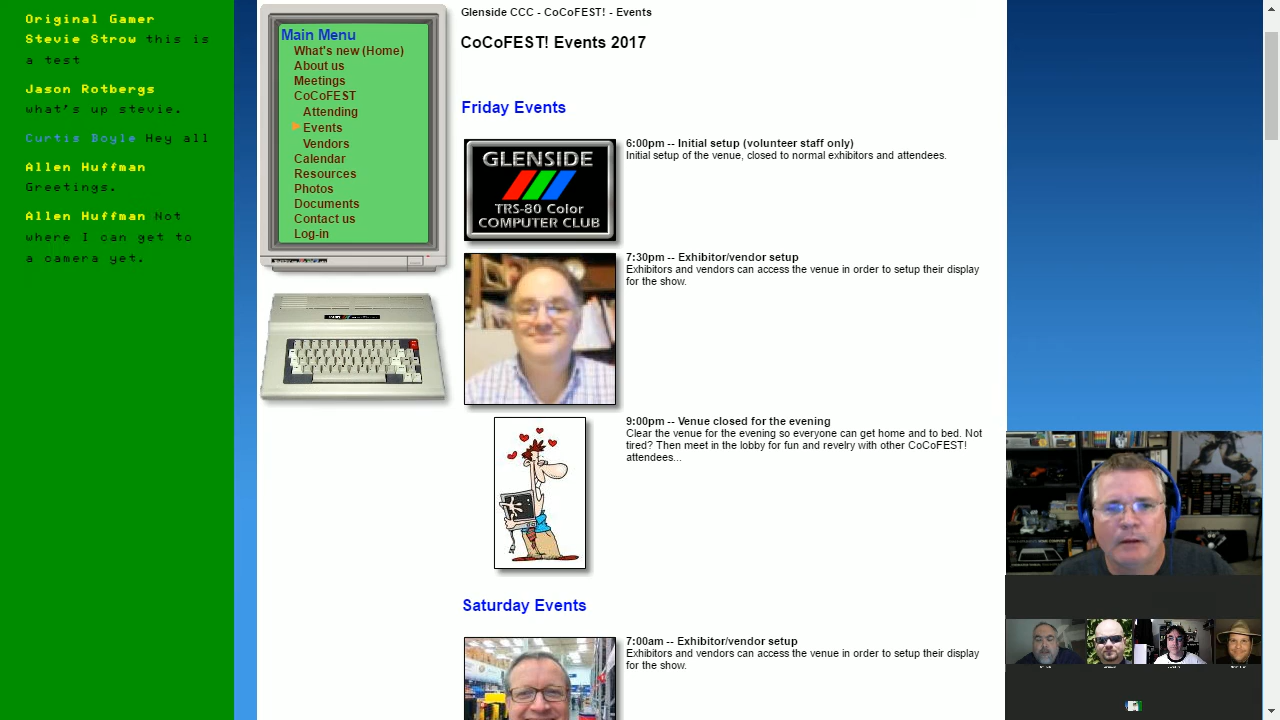 Original Gamer
Stevie Strow this is
a test
Jason Rotbergs
what's up stevie.
Curtis Boyle Hey all
Allen Huffman
Greetings.
Allen Huffman Not
where I can get to
a camera yet.
Main Menu
What's new (Home)
About us
Meetings
CoCoFEST
Attending
Events
Vendors
Calendar
Resources
Photos
Documents
Contact us
Log-in
Glenside CCC - CoCoFEST! - Events
CoCoFEST! Events 2017
Friday Events
GLENSIDE
TRS-80 Color
COMPUTER CLUB
6:00pm -- Initial setup (volunteer staff only)
Initial setup of the venue, closed to normal exhibitors and attendees.
7:30pm -- Exhibitor/vendor setup
Exhibitors and vendors can access the venue in order to setup their display
for the show.
9:00pm -- Venue closed for the evening
Clear the venue for the evening so everyone can get home and to bed. Not
tired? Then meet in the lobby for fun and revelry with other CoCoFEST!
attendees...
Saturday Events
7:00am -- Exhibitor/vendor setup
Exhibitors and vendors can access the venue in order to setup their display
for the show.